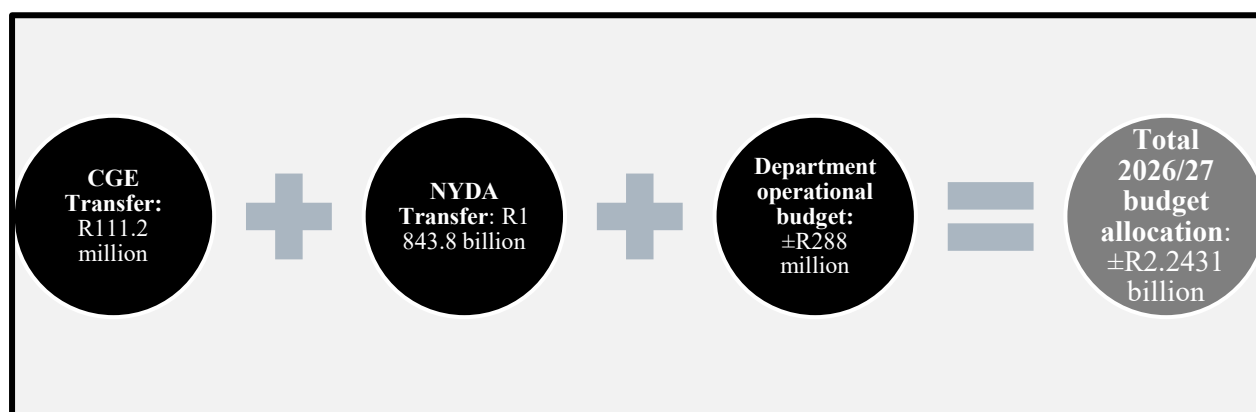 CGE
Transfer:
R111.2
million
NYDA
Transfer: R1
843.8 billion
Department
operational
budget:
±R288
million
Total
2026/27
budget
allocation:
±R2.2431
billion